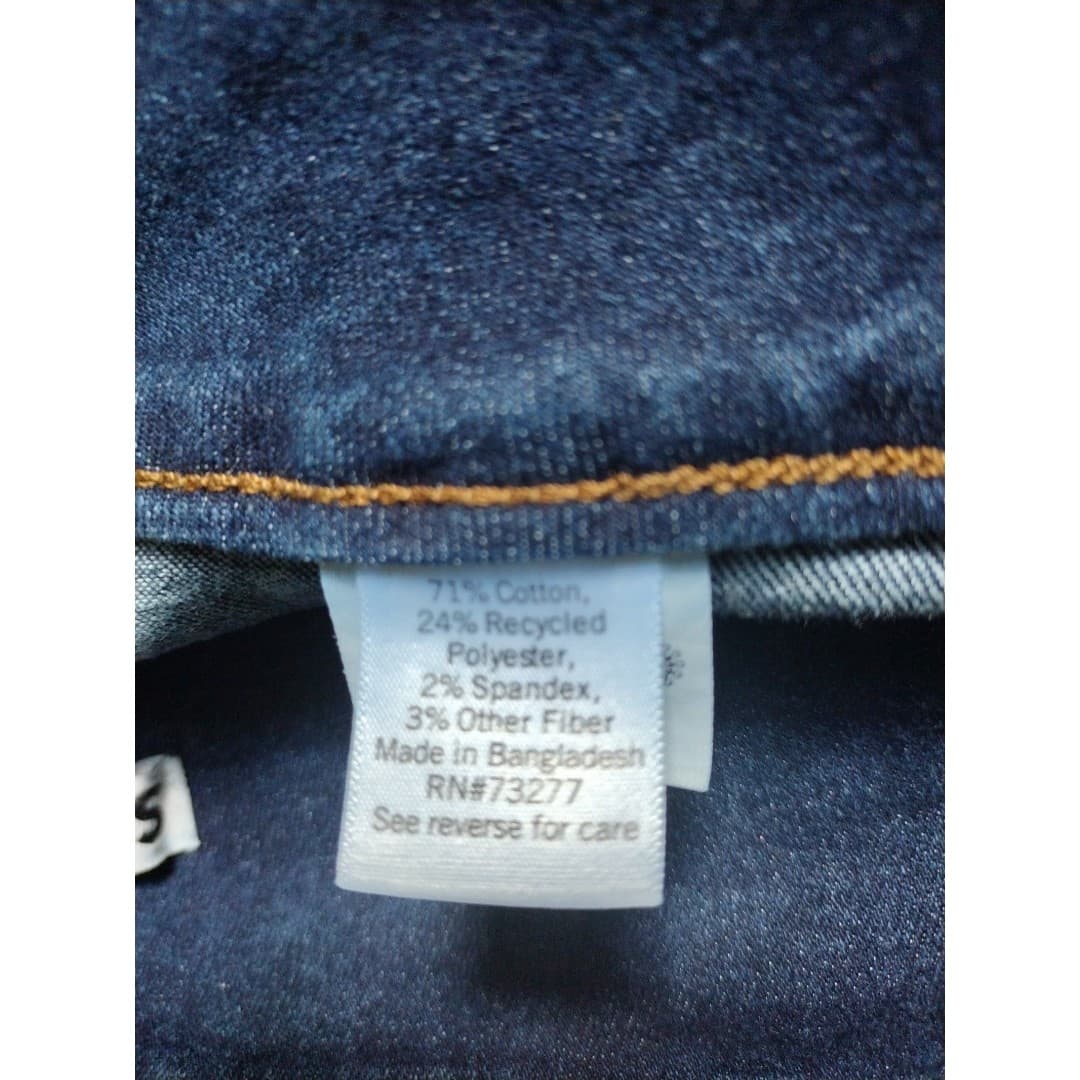 71% Cotton,
24% Recycled
Polyester,
2% Spandex,
3% Other Fiber
Made in Bangladesh
RN#73277
See reverse for care
S